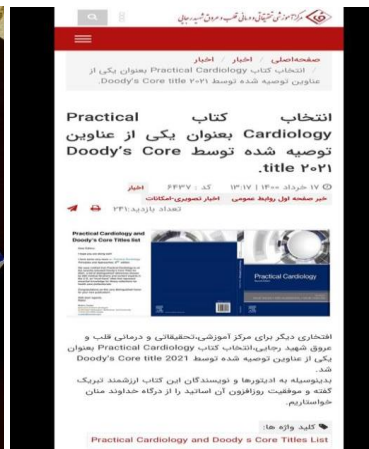 مرکز آموزشی تحقیقاتی و درمانی قلب و عروق شهید رجایی
صفحه‌اصلی / اخبار / اخبار
/ انتخاب کتاب Practical Cardiology بعنوان یکی از
عناوین توصیه شده توسط Doody's Core title ۲۰۲۱.
انتخاب کتاب Practical
Cardiology بعنوان یکی از عناوین
توصیه شده توسط Doody's Core
title ۲۰۲۱.
۱۷ خرداد ۱۴۰۰ | ۱۳:۱۷ کد : ۶۶۳۷ اخبار
خبر صفحه اول روابط عمومی اخبار تصویری-امکانات
تعداد بازدید:۲۴۱
Practical Cardiology and
Doody's Core Titles list
Practical Cardiology
افتخاری دیگر برای مرکز آموزشی،تحقیقاتی و درمانی قلب و
عروق شهید رجایی،انتخاب کتاب Practical Cardiology بعنوان
یکی از عناوین توصیه شده توسط Doody's Core title 2021
شد.
بدینوسیله به ادیتورها و نویسندگان این کتاب ارزشمند تبریک
گفته و موفقیت روزافزون آن اساتید را از درگاه خداوند منان
خواستاریم.
کلید واژه ها:
Practical Cardiology and Doody s Core Titles List